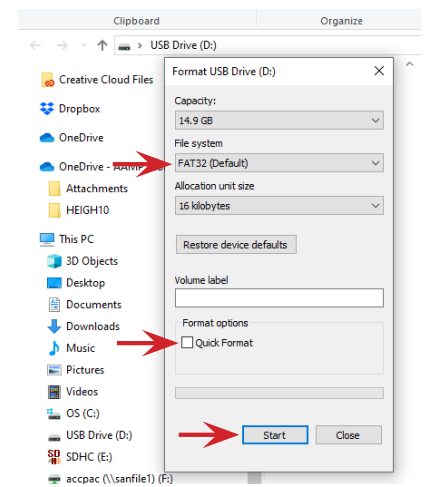 Clipboard
Organize
USB Drive (D:)
Creative Cloud Files
Dropbox
OneDrive
OneDrive - AAMP
Attachments
HEIGH10
This PC
3D Objects
Desktop
Documents
Downloads
Music
Pictures
Videos
OS (C:)
USB Drive (D:)
SDHC (E:)
accpac (\\sanfile1) (F:)
Format USB Drive (D:)
Capacity:
14.9 GB
File system
FAT32 (Default)
Allocation unit size
16 kilobytes
Restore device defaults
Volume label
Format options
Quick Format
Start
Close